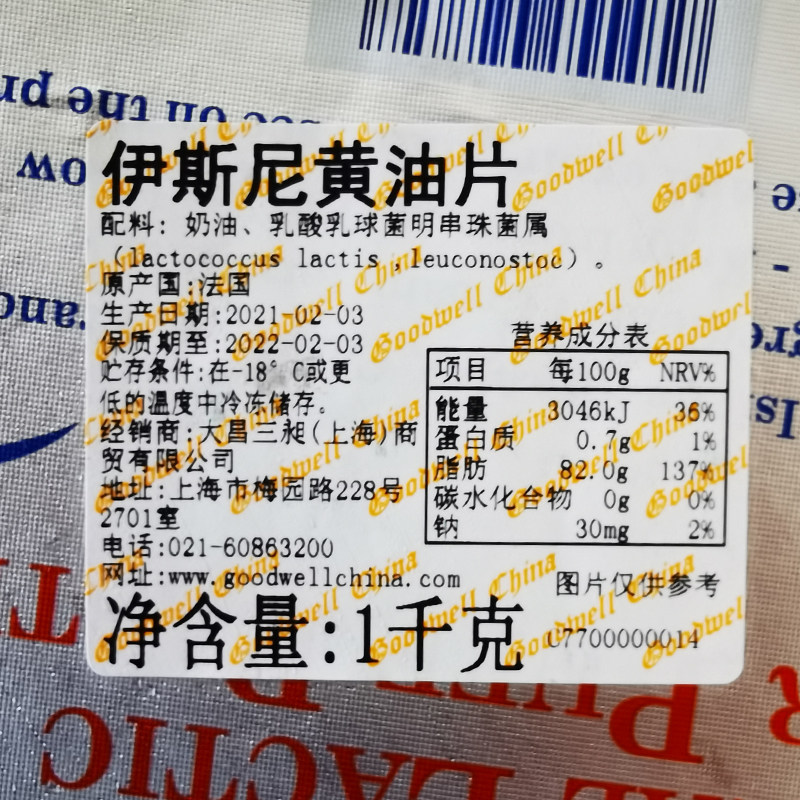 see on the pr
伊斯尼黄油片
配料: 奶油、乳酸乳球菌明串珠菌属
(lactococcus lactis ,leuconostoc) 。
原产国:法国
生产日期:2021-02-03
保质期至:2022-02-03
贮存条件:在-18°C或更
低的温度中冷冻储存。
经销商:大昌三昶(上海)商
贸有限公司
地址:上海市梅园路228号
2701室
电话:021-60863200
网址:www.goodwellchina.com
净含量:1千克
营养成分表
项目 每100g NRV%
能量 3046kJ 36%
蛋白质 0.7g 1%
脂肪 82.0g 137%
碳水化合物 0g 0%
钠 30mg 2%
图片仅供参考
07700000014
Goodwell China
LACTIC